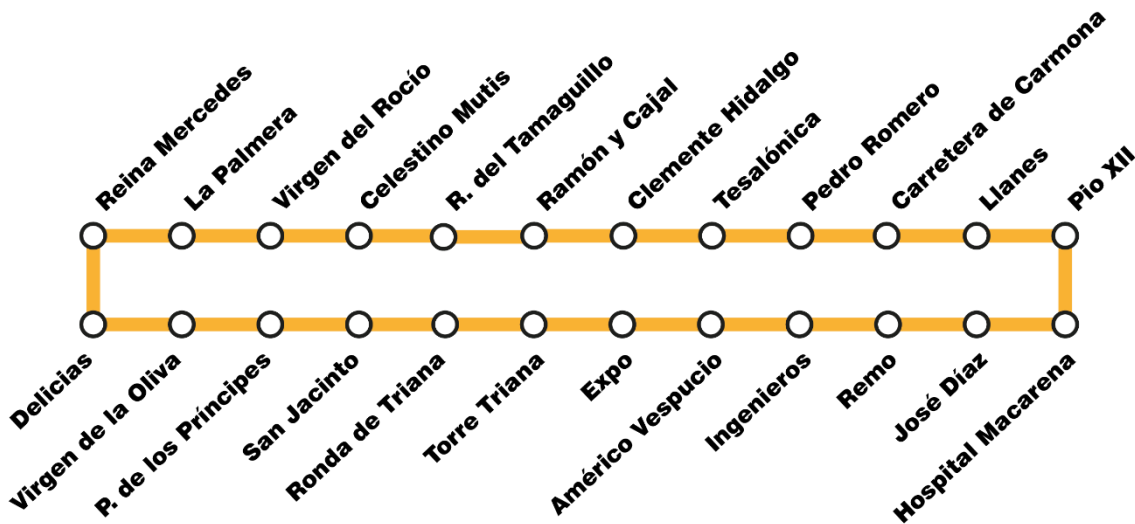 Reina Mercedes
La Palmera
Virgen del Rocío
Celestino Mutis
R. del Tamaguillo
Ramón y Cajal
Clemente Hidalgo
Tesalónica
Pedro Romero
Carretera de Carmona
Llanes
Pio XII
Delicias
Virgen de la Oliva
P. de los Príncipes
San Jacinto
Ronda de Triana
Torre Triana
Expo
Américo Vespucio
Ingenieros
Remo
José Díaz
Hospital Macarena